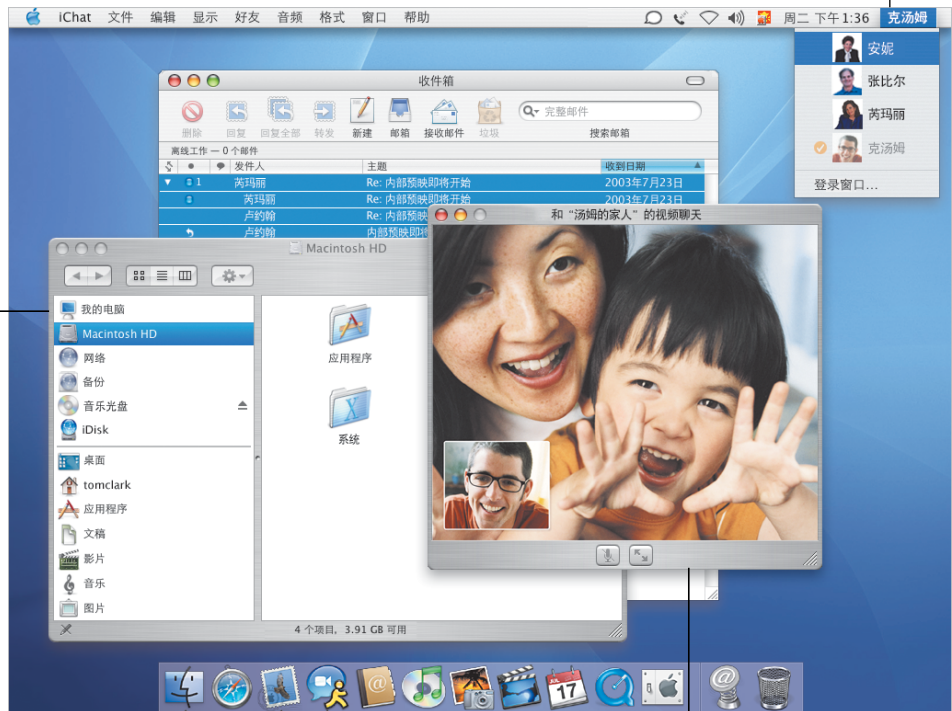 iChat 文件 编辑 显示 好友 音频 格式 窗口 帮助 周二 下午1:36 克汤姆
安妮
张比尔
芮玛丽
克汤姆
登录窗口...
收件箱
完整邮件
删除 回复 回复全部 转发 新建 邮箱 接收邮件 垃圾 搜索邮箱
离线工作 — 0 个邮件
发件人 主题 收到日期
1 芮玛丽 Re: 内部预映即将开始 2003年7月23日
芮玛丽 Re: 内部预映即将开始 2003年7月23日
卢约翰 Re: 内部预映
卢约翰 内部预映即将
和“汤姆的家人”的视频聊天
Macintosh HD
我的电脑
Macintosh HD
网络
备份
音乐光盘
iDisk
桌面
tomclark
应用程序
文稿
影片
音乐
图片
应用程序
系统
4 个项目, 3.91 GB 可用
JUL
17